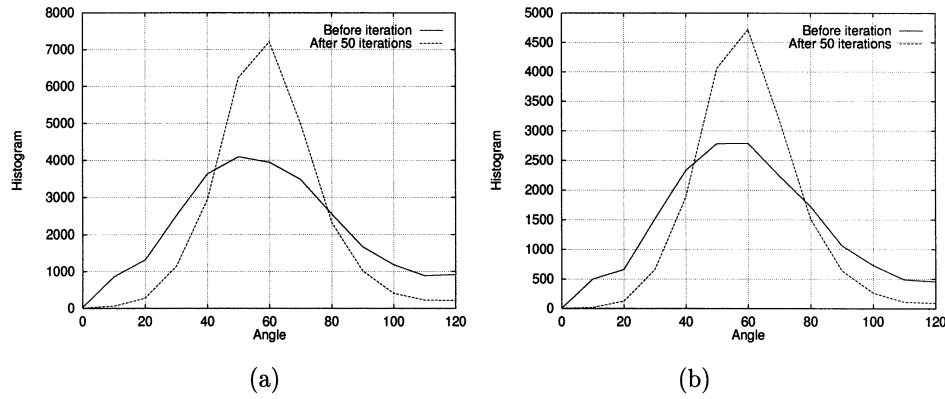 8000
7000
6000
5000
4000
3000
2000
1000
0
Histogram
Before iteration
After 50 iterations
0 20 40 60 80 100 120
Angle
(a)
5000
4500
4000
3500
3000
2500
2000
1500
1000
500
0
Histogram
Before iteration
After 50 iterations
0 20 40 60 80 100 120
Angle
(b)